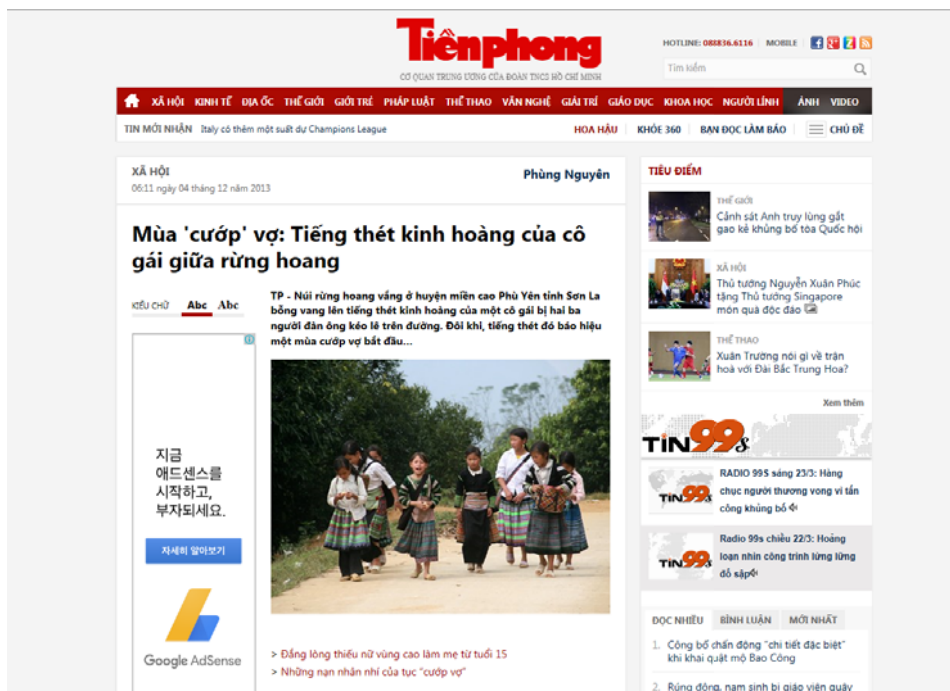 Tiền phong
CƠ QUAN TRUNG ƯƠNG CỦA ĐOÀN TNCS HỒ CHÍ MINH
HOTLINE: 088836.6116 MOBILE
Tìm kiếm
XÃ HỘI KINH TẾ ĐỊA ỐC THẾ GIỚI GIỚI TRẺ PHÁP LUẬT THỂ THAO VĂN NGHỆ GIẢI TRÍ GIÁO DỤC KHOA HỌC NGƯỜI LÍNH ẢNH VIDEO
TIN MỚI NHẬN Italy có thêm một suất dự Champions League
HOA HẬU KHỎE 360 BẠN ĐỌC LÀM BÁO CHỦ ĐỀ
XÃ HỘI
06:11 ngày 04 tháng 12 năm 2013
Phùng Nguyên
Mùa 'cướp' vợ: Tiếng thét kinh hoàng của cô
gái giữa rừng hoang
KIỂU CHỮ Abc Abc
TP - Núi rừng hoang vắng ở huyện miền cao Phù Yên tỉnh Sơn La
bỗng vang lên tiếng thét kinh hoàng của một cô gái bị hai ba
người đàn ông kéo lê trên đường. Đôi khi, tiếng thét đó báo hiệu
một mùa cướp vợ bắt đầu...
지금
애드센스를
시작하고,
부자되세요.
자세히 알아보기
Google AdSense
> Đắng lòng thiếu nữ vùng cao làm mẹ từ tuổi 15
> Những nạn nhân nhí của tục "cướp vợ"
TIÊU ĐIỂM
THẾ GIỚI
Cảnh sát Anh truy lùng gắt
gao kẻ khủng bố tòa Quốc hội
XÃ HỘI
Thủ tướng Nguyễn Xuân Phúc
tặng Thủ tướng Singapore
món quà độc đáo
THỂ THAO
Xuân Trường nói gì về trận
hoà với Đài Bắc Trung Hoa?
Xem thêm
TIN99s
TIN99s
RADIO 99S sáng 23/3: Hàng
chục người thương vong vì tấn
công khủng bố
TIN99s
Radio 99s chiều 22/3: Hoảng
loạn nhìn công trình lừng lững
đổ sập
ĐỌC NHIỀU BÌNH LUẬN MỚI NHẤT
1. Công bố chấn động "chi tiết đặc biệt"
khi khai quật mộ Bao Công
2. Rúng động, nam sinh bị giáo viên quây